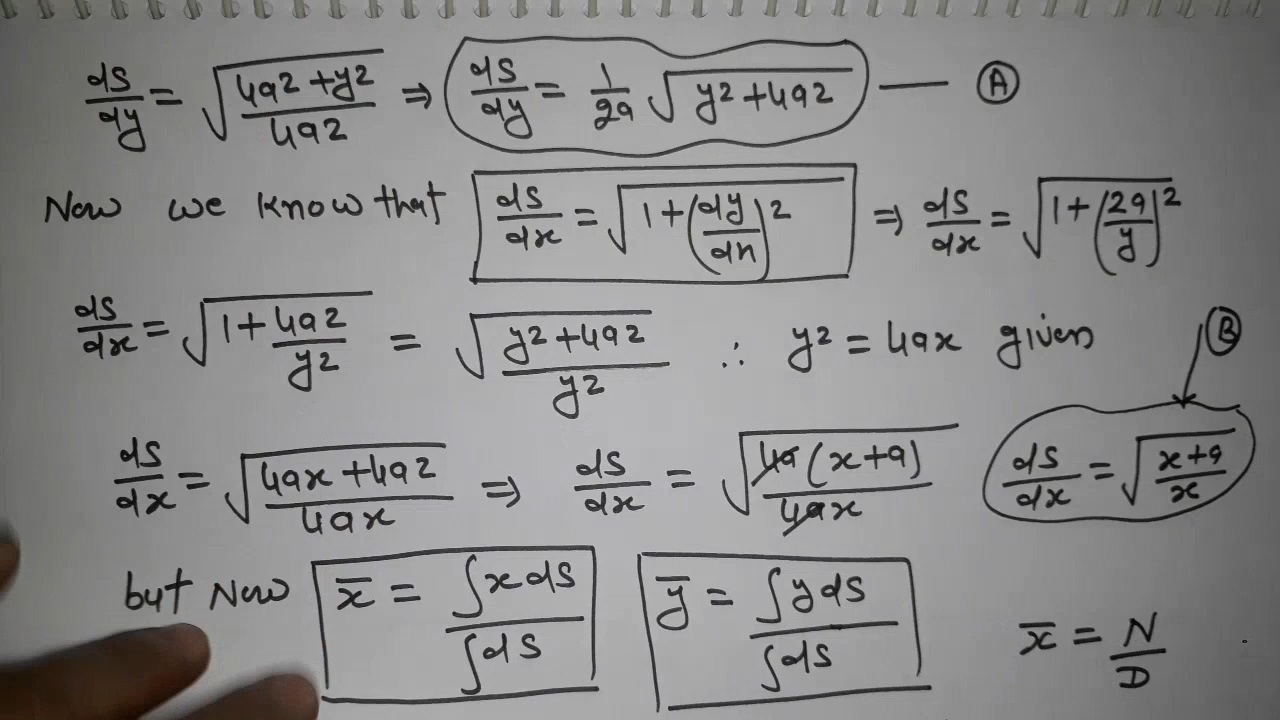 dS/dy = √((4a²+y²)/(4a²)) ⇒ dS/dy = 1/(2a) √(y²+4a²) — Ⓐ
Now we know that dS/dx = √(1+(dy/dx)²) ⇒ dS/dx = √(1+(2a/y)²)
dS/dx = √(1+4a²/y²) = √((y²+4a²)/y²) ∴ y² = 4ax given Ⓑ
dS/dx = √((4ax+4a²)/(4ax)) ⇒ dS/dx = √((4a(x+a))/(4ax)) dS/dx = √((x+a)/x)
but Now x̄ = ∫xdS/∫dS ȳ = ∫ydS/∫dS x̄ = N/D